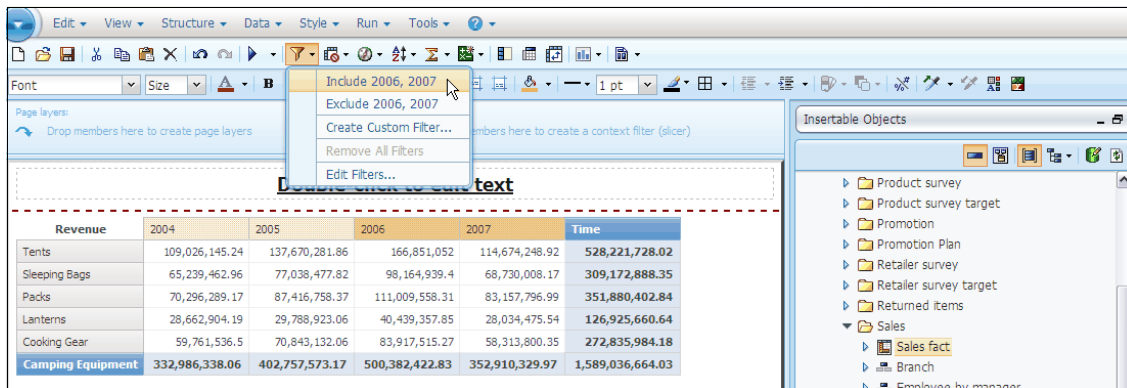 Edit View Structure Data Style Run Tools
Font Size A B 1 pt
Include 2006, 2007
Exclude 2006, 2007
Create Custom Filter...
Remove All Filters
Edit Filters...
Page layers:
Drop members here to create page layers
mbers here to create a context filter (slicer)
text
Revenue 2004 2005 2006 2007 Time
Tents 109,026,145.24 137,670,281.86 166,851,052 114,674,248.92 528,221,728.02
Sleeping Bags 65,239,462.96 77,038,477.82 98,164,939.4 68,730,008.17 309,172,888.35
Packs 70,296,289.17 87,416,758.37 111,009,558.31 83,157,796.99 351,880,402.84
Lanterns 28,662,904.19 29,788,923.06 40,439,357.85 28,034,475.54 126,925,660.64
Cooking Gear 59,761,536.5 70,843,132.06 83,917,515.27 58,313,800.35 272,835,984.18
Camping Equipment 332,986,338.06 402,757,573.17 500,382,422.83 352,910,329.97 1,589,036,664.03
Insertable Objects
Product survey
Product survey target
Promotion
Promotion Plan
Retailer survey
Retailer survey target
Returned items
Sales
Sales fact
Branch
Employee by manager